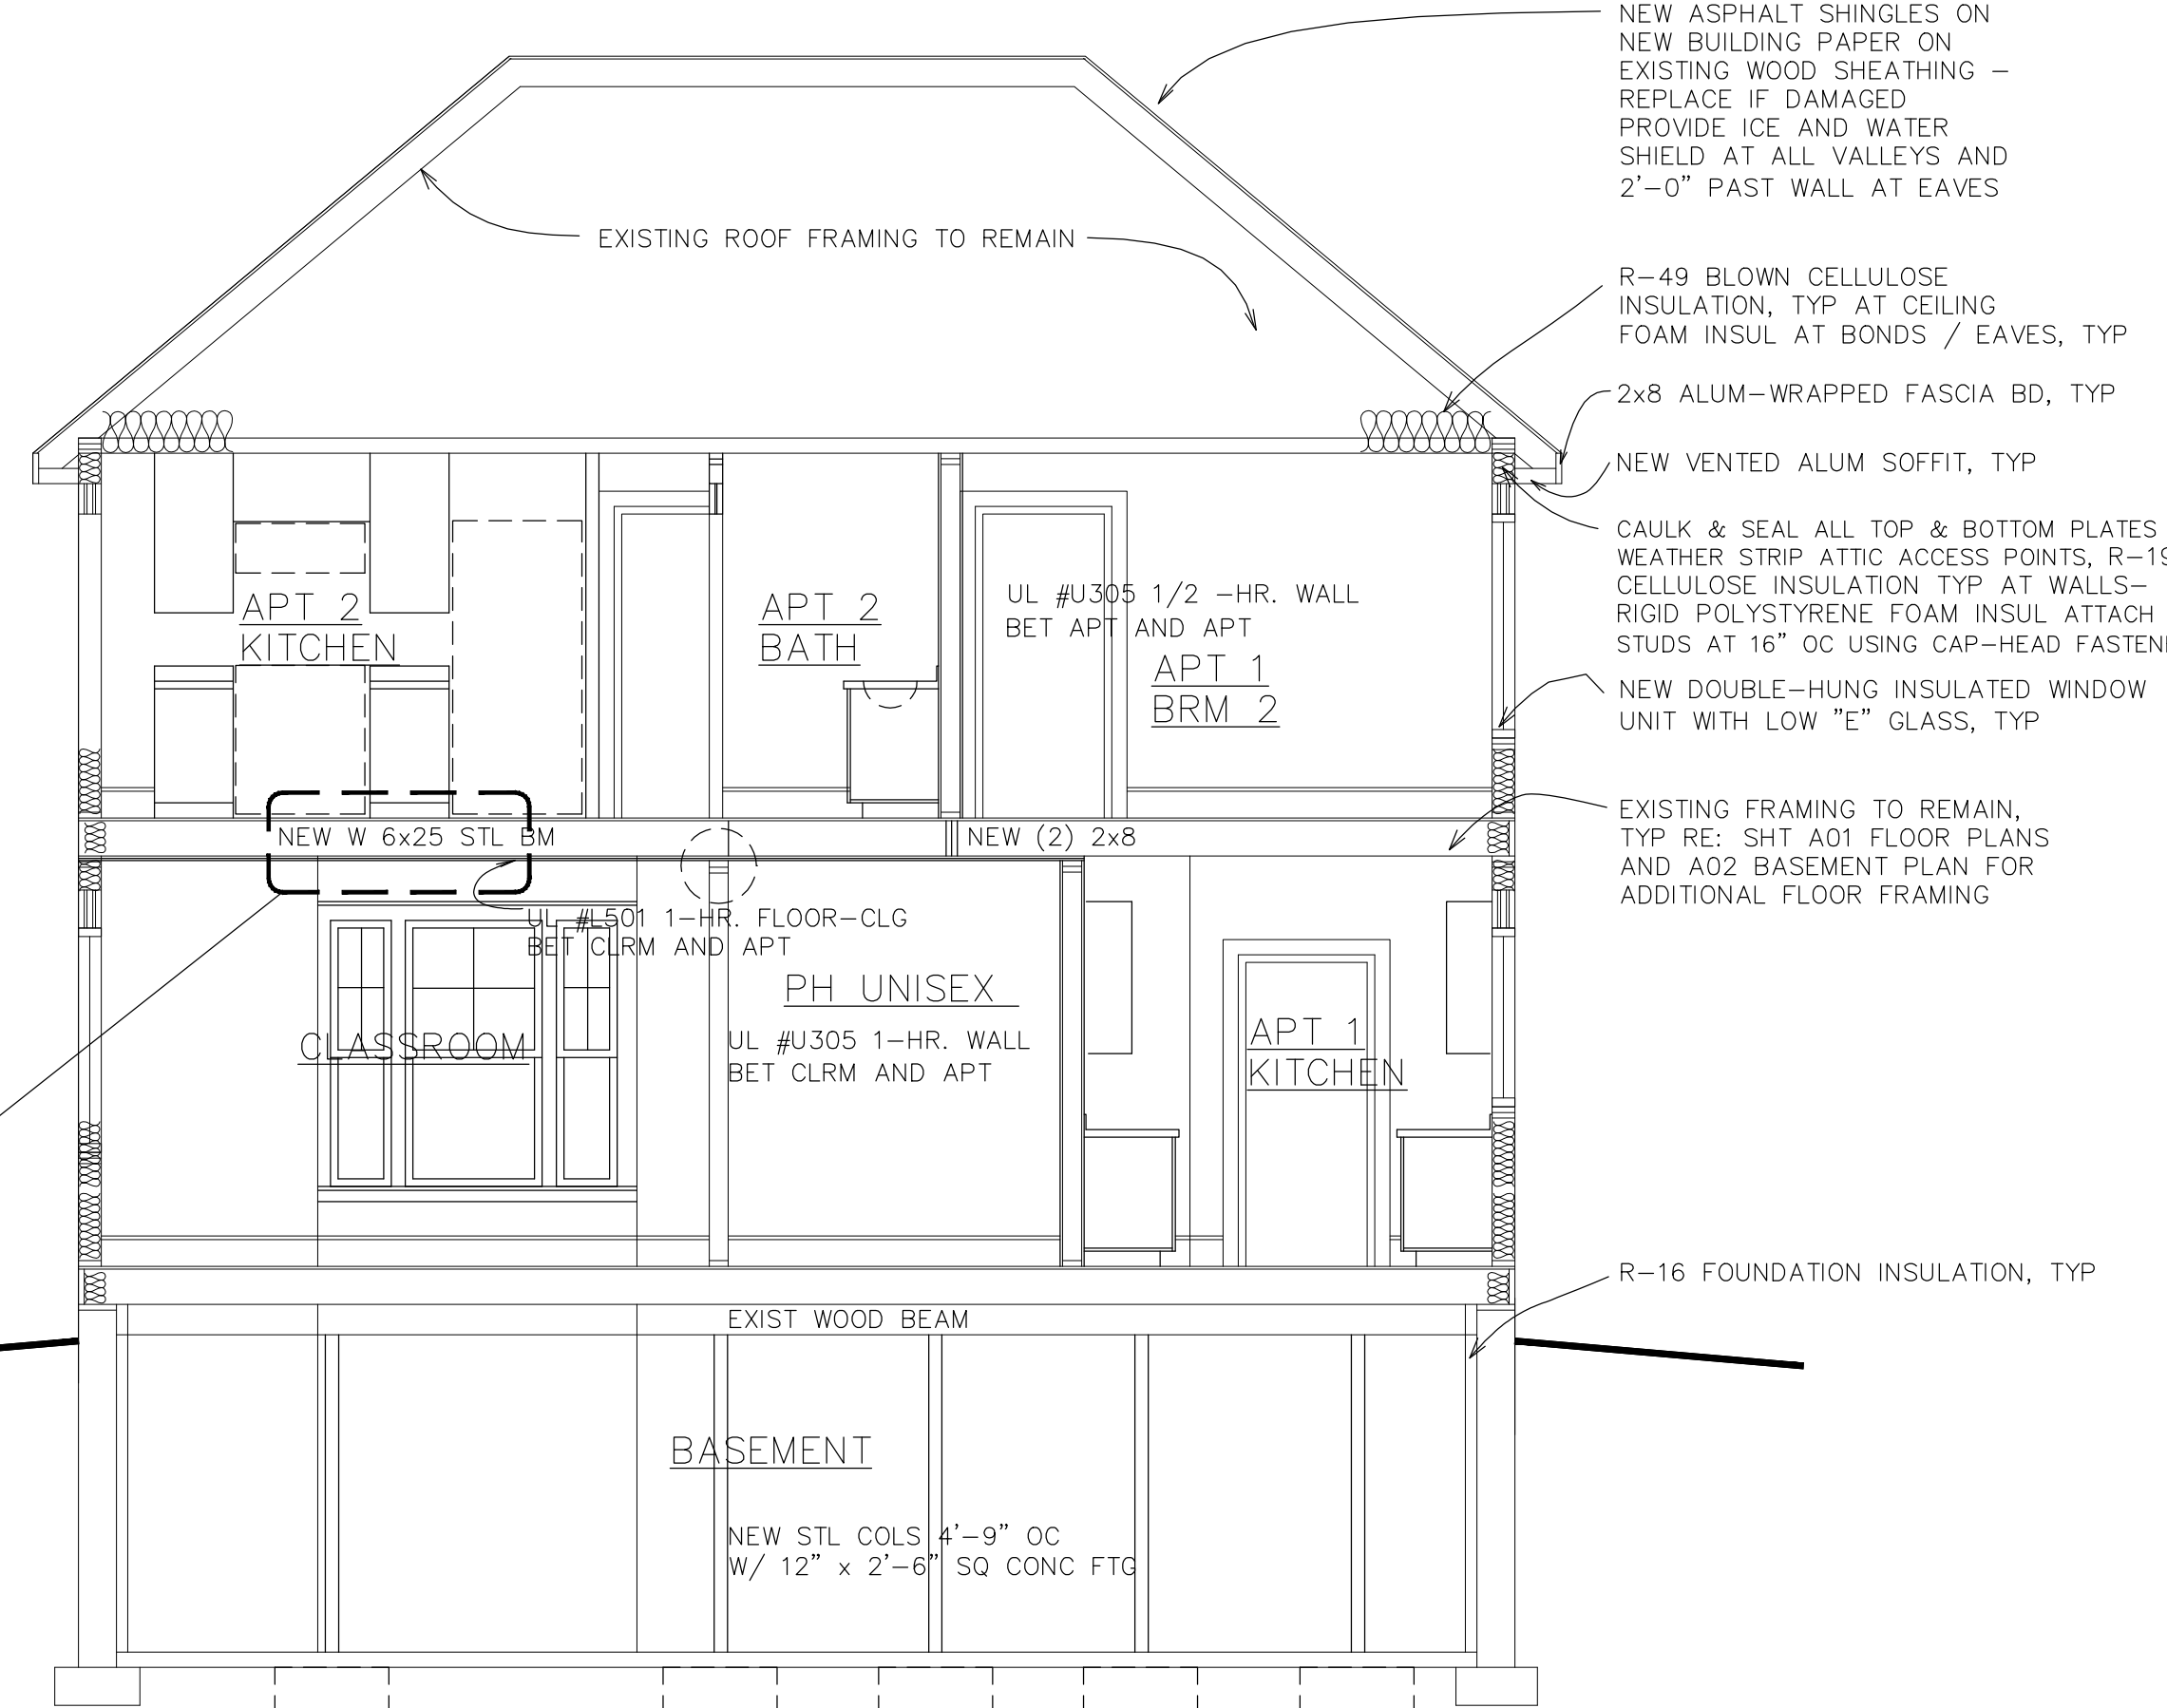 NEW ASPHALT SHINGLES ON
NEW BUILDING PAPER ON
EXISTING WOOD SHEATHING –
REPLACE IF DAMAGED
PROVIDE ICE AND WATER
SHIELD AT ALL VALLEYS AND
2'–0" PAST WALL AT EAVES
EXISTING ROOF FRAMING TO REMAIN
R–49 BLOWN CELLULOSE
INSULATION, TYP AT CEILING
FOAM INSUL AT BONDS / EAVES, TYP
2x8 ALUM–WRAPPED FASCIA BD, TYP
NEW VENTED ALUM SOFFIT, TYP
CAULK & SEAL ALL TOP & BOTTOM PLATES
WEATHER STRIP ATTIC ACCESS POINTS, R–19
CELLULOSE INSULATION TYP AT WALLS–
RIGID POLYSTYRENE FOAM INSUL ATTACH
STUDS AT 16" OC USING CAP–HEAD
APT 2
KITCHEN
APT 2
BATH
UL #U305 1/2 –HR. WALL
BET APT AND APT
APT 1
BRM 2
NEW DOUBLE–HUNG INSULATED WINDOW
UNIT WITH LOW "E" GLASS, TYP
NEW W 6x25 STL BM
NEW (2) 2x8
EXISTING FRAMING TO REMAIN,
TYP RE: SHT A01 FLOOR PLANS
AND A02 BASEMENT PLAN FOR
ADDITIONAL FLOOR FRAMING
UL #L501 1–HR. FLOOR–CLG
BET CLRM AND APT
PH UNISEX
CLASSROOM
UL #U305 1–HR. WALL
BET CLRM AND APT
APT 1
KITCHEN
R–16 FOUNDATION INSULATION, TYP
EXIST WOOD BEAM
BASEMENT
NEW STL COLS 4'–9" OC
W/ 12" x 2'–6" SQ CONC FTG